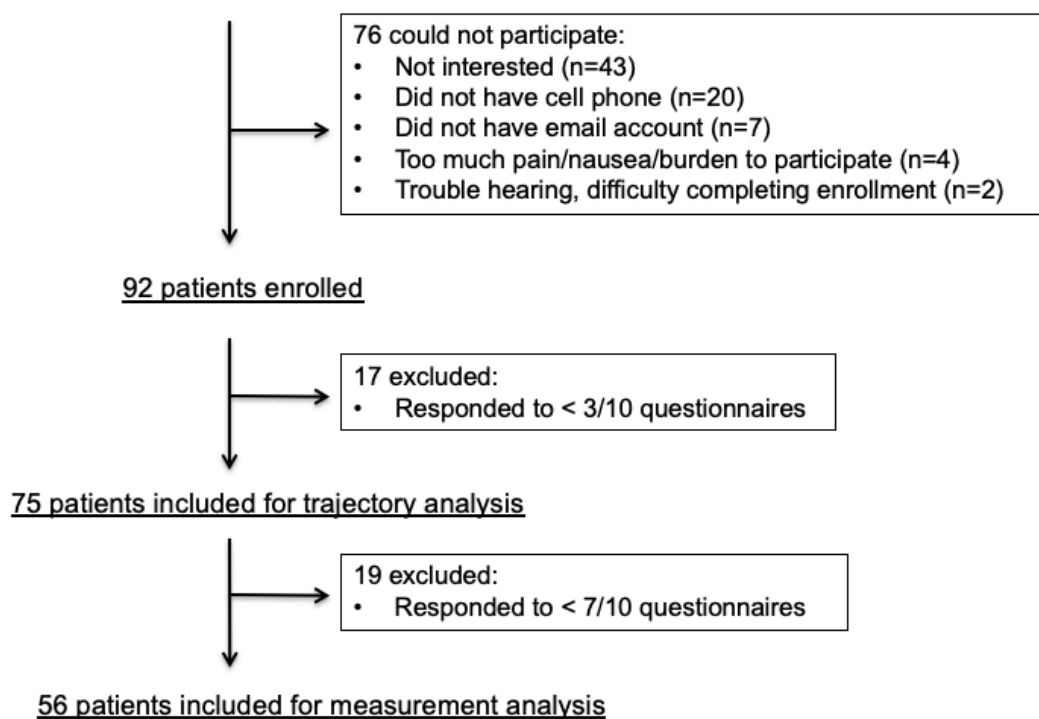 76 could not participate:
• Not interested (n=43)
• Did not have cell phone (n=20)
• Did not have email account (n=7)
• Too much pain/nausea/burden to participate (n=4)
• Trouble hearing, difficulty completing enrollment (n=2)
92 patients enrolled
17 excluded:
• Responded to < 3/10 questionnaires
75 patients included for trajectory analysis
19 excluded:
• Responded to < 7/10 questionnaires
56 patients included for measurement analysis